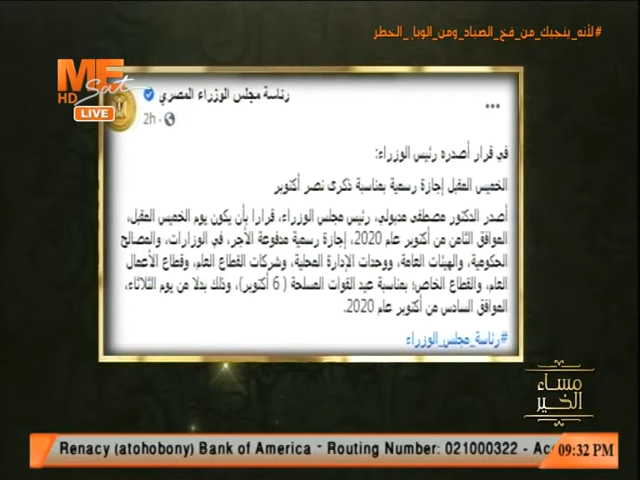 #لأنه_ينجيك_من_فخ_الصياد_ومن_الوبإ_الخطر
ME
Sat
HD
LIVE
رئاسة مجلس الوزراء المصري
2h ·
في قرار أصدره رئيس الوزراء:
الخميس المقبل إجازة رسمية بمناسبة ذكرى نصر أكتوبر
أصدر الدكتور مصطفى مدبولي، رئيس مجلس الوزراء، قرارا بأن يكون يوم الخميس المقبل،
الموافق الثامن من أكتوبر عام 2020، إجازة رسمية مدفوعة الأجر، في الوزارات، والمصالح
الحكومية، والهيئات العامة، ووحدات الإدارة المحلية، وشركات القطاع العام، وقطاع الأعمال
العام، والقطاع الخاص؛ بمناسبة عيد القوات المسلحة ( 6 أكتوبر)، وذلك بدلا من يوم الثلاثاء،
الموافق السادس من أكتوبر عام 2020.
#رئاسة_مجلس_الوزراء
مساء
الخير
Renacy (atohobony) Bank of America - Routing Number: 021000322 - Acc
09:32 PM